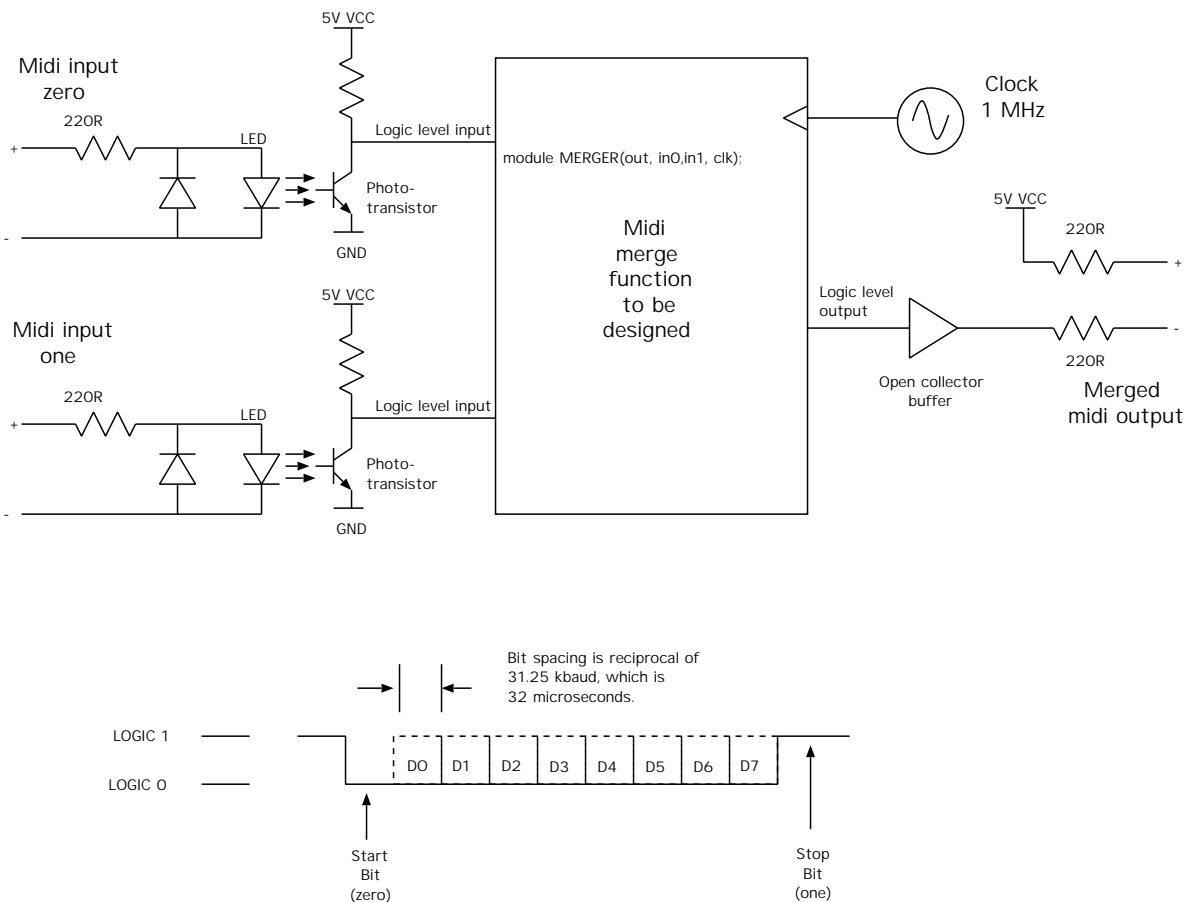 5V VCC
Midi input
zero
220R
+
LED
-
Logic level input
Photo-
transistor
GND
5V VCC
Midi input
one
220R
+
LED
-
Logic level input
Photo-
transistor
GND
module MERGER(out, in0,in1, clk);
Midi
merge
function
to be
designed
Clock
1 MHz
5V VCC
220R
+
Logic level
output
-
220R
Open collector
buffer
Merged
midi output
Bit spacing is reciprocal of
31.25 kbaud, which is
32 microseconds.
LOGIC 1
LOGIC 0
D0 D1 D2 D3 D4 D5 D6 D7
Start
Bit
(zero)
Stop
Bit
(one)